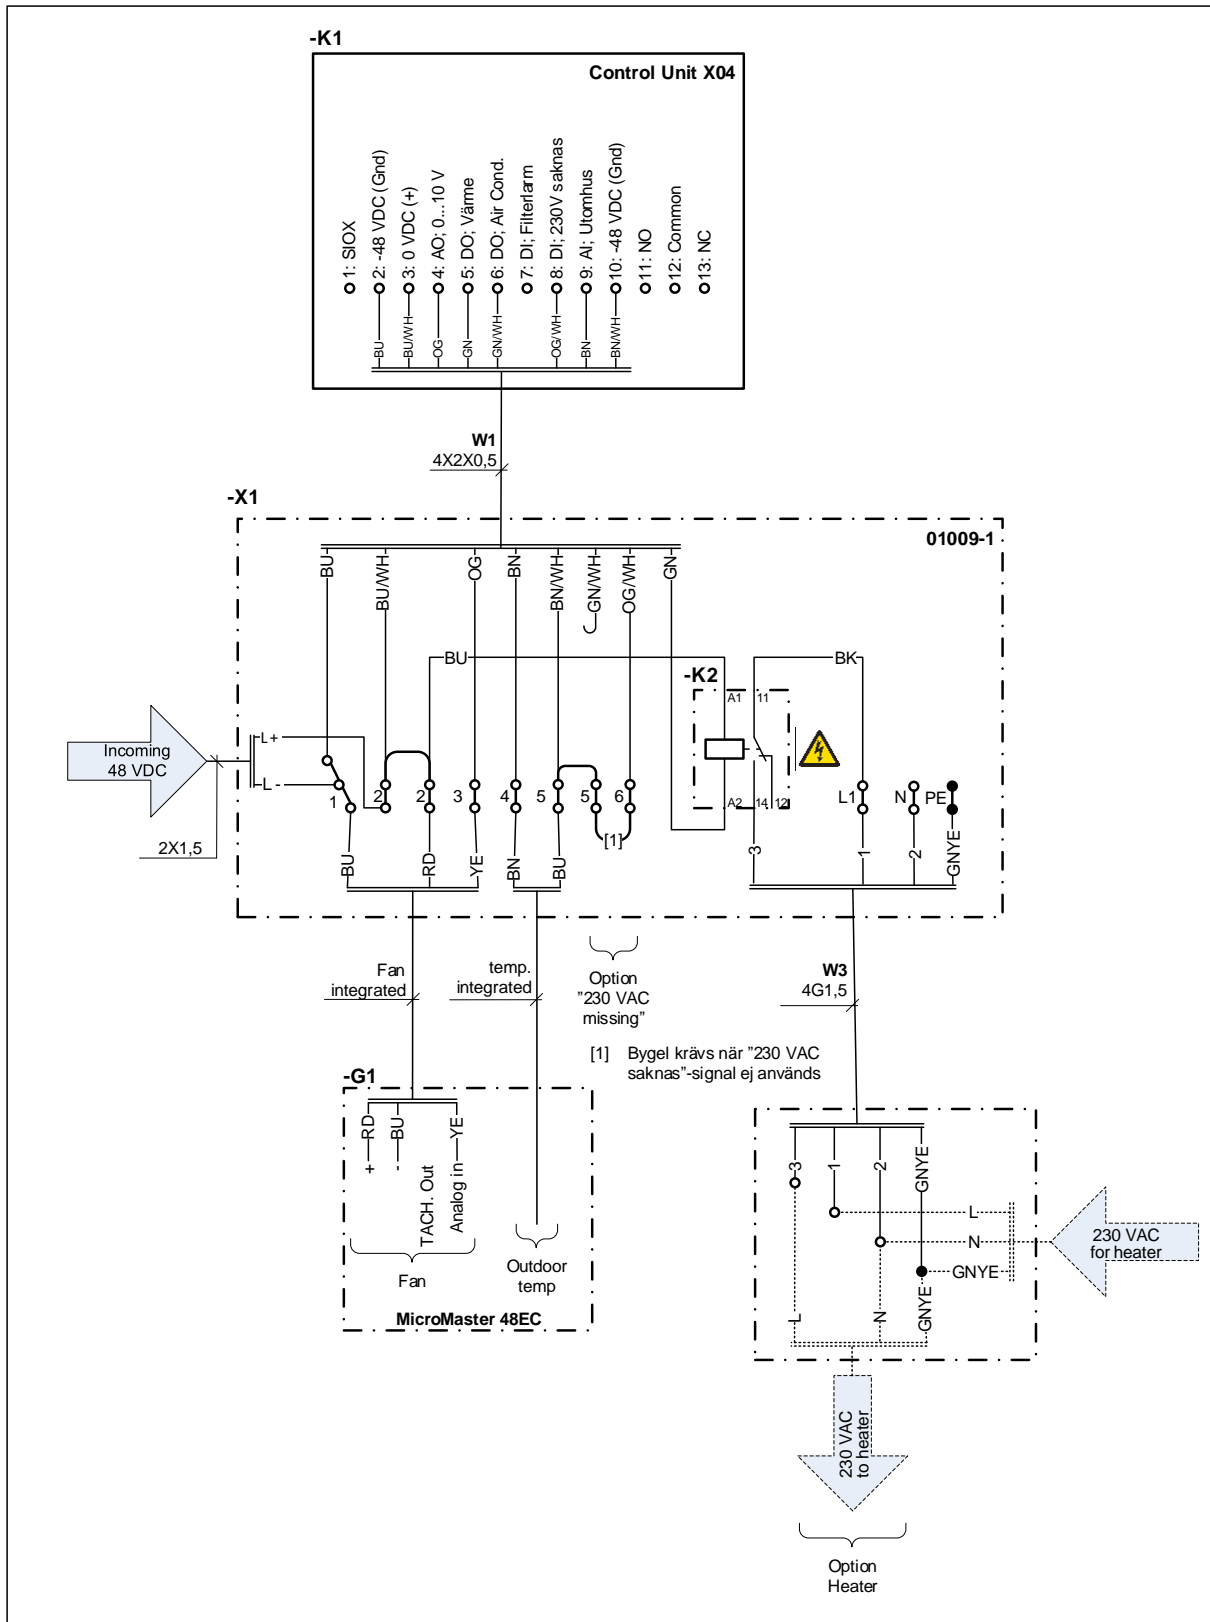 -K1
Control Unit X04
1: SIOX
2: -48 VDC (Gnd)
3: 0 VDC (+)
4: AO; 0...10 V
5: DO; Värme
6: DO; Air Cond.
7: DI; Filterlarm
8: DI; 230V saknas
9: AI; Utomhus
10: -48 VDC (Gnd)
11: NO
12: Common
13: NC
BU
BU/WH
OG
GN
GN/WH
OG/WH
BN
BN/WH
W1
4X2X0,5
-X1
01009-1
BU
BU/WH
OG
BN
BN/WH
GN/WH
OG/WH
GN
BU
BK
-K2
A1
11
Incoming
48 VDC
L+
L -
1
2
2
3
4
5
5
6
A2
14
12
L1
N
PE
[1]
2X1,5
BU
RD
YE
BN
BU
3
1
2
GNYE
Fan
integrated
temp.
integrated
Option
"230 VAC
missing"
W3
4G1,5
[1] Bygel krävs när "230 VAC
saknas"-signal ej används
-G1
RD
BU
YE
+
-
TACH. Out
Analog in
Fan
Outdoor
temp
MicroMaster 48EC
3
1
2
GNYE
L
N
GNYE
230 VAC
for heater
L
N
GNYE
230 VAC
to heater
Option
Heater